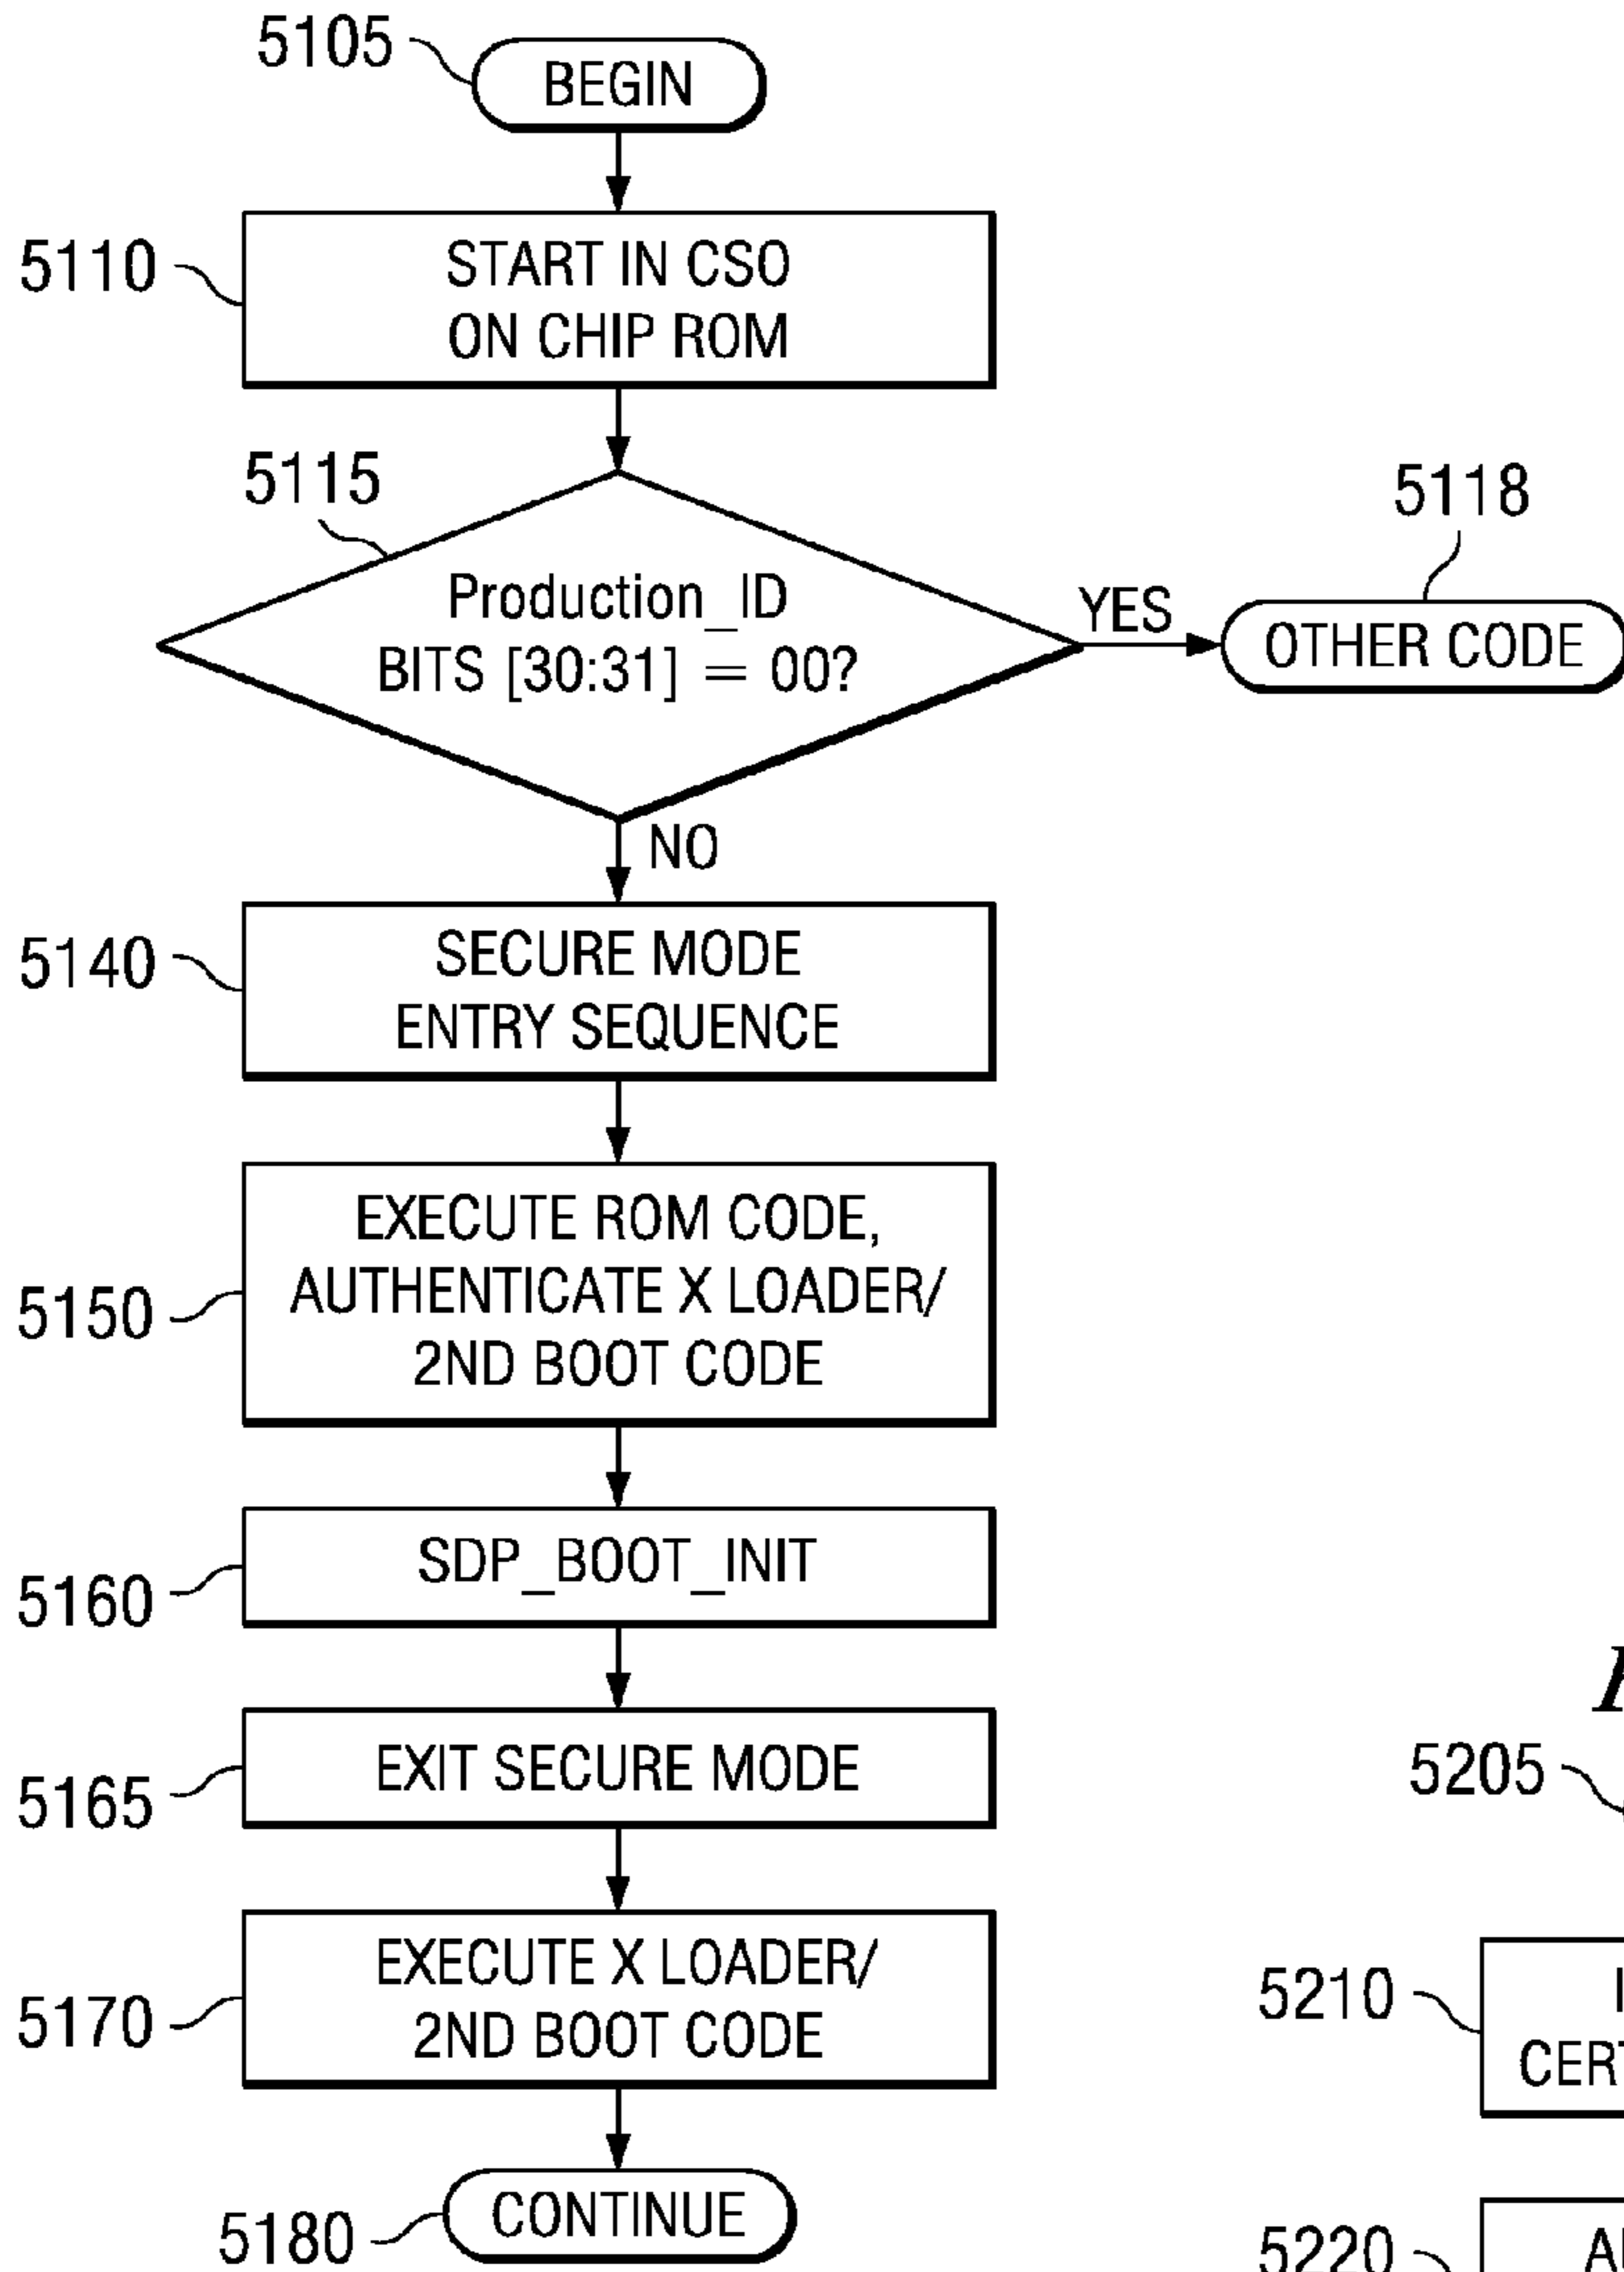 5105
BEGIN
5110
START IN CSO
ON CHIP ROM
5115
Production_ID
BITS [30:31] = 00?
YES
5118
OTHER CODE
NO
5140
SECURE MODE
ENTRY SEQUENCE
5150
EXECUTE ROM CODE,
AUTHENTICATE X LOADER/
2ND BOOT CODE
5160
SDP_BOOT_INIT
5165
EXIT SECURE MODE
5170
EXECUTE X LOADER/
2ND BOOT CODE
5180
CONTINUE
5205
5210
5220